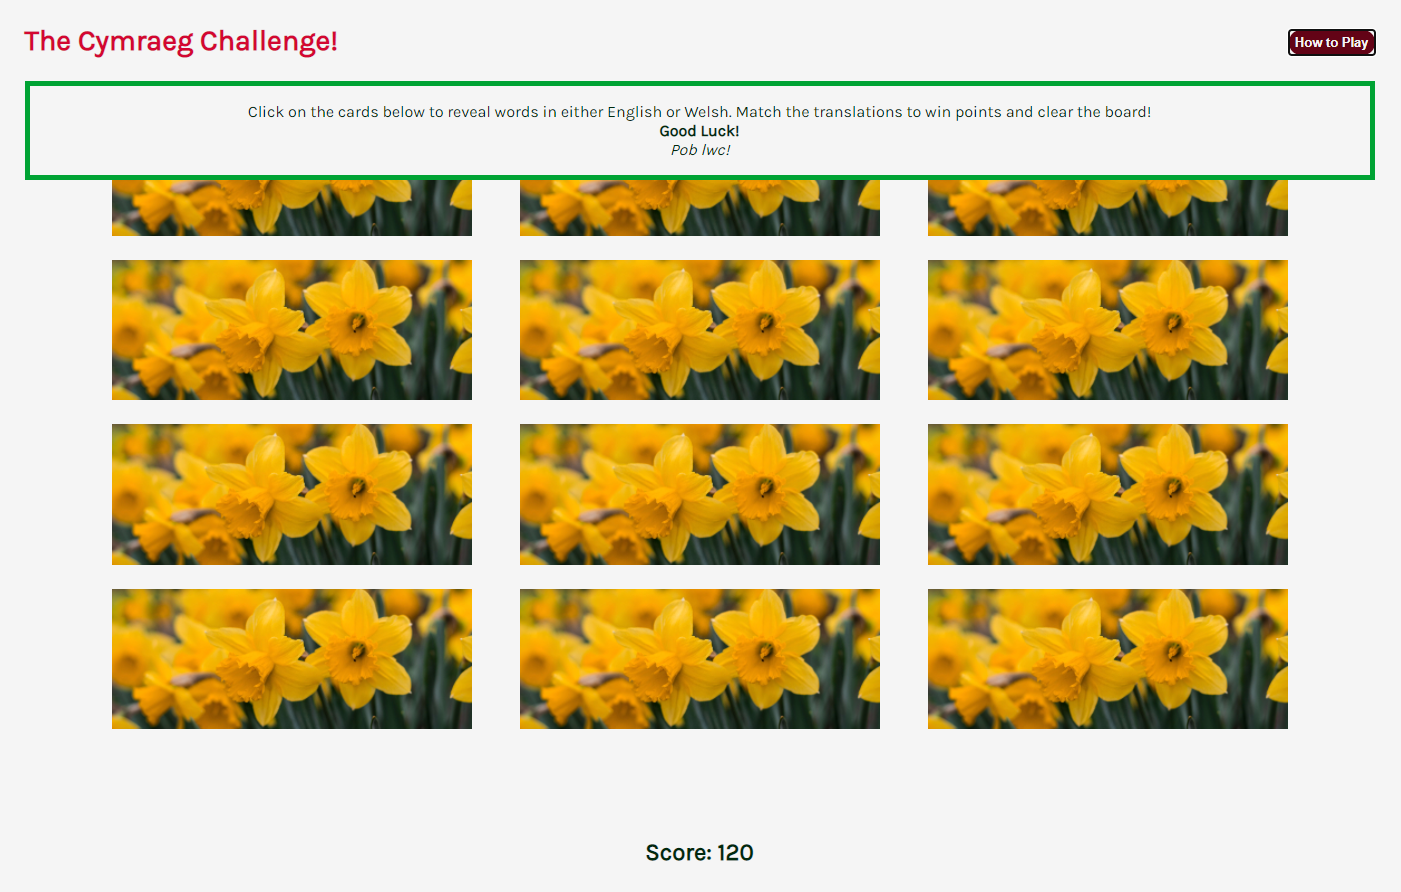 The Cymraeg Challenge!
How to Play
Click on the cards below to reveal words in either English or Welsh. Match the translations to win points and clear the board!
Good Luck!
Pob lwc!
Score: 120